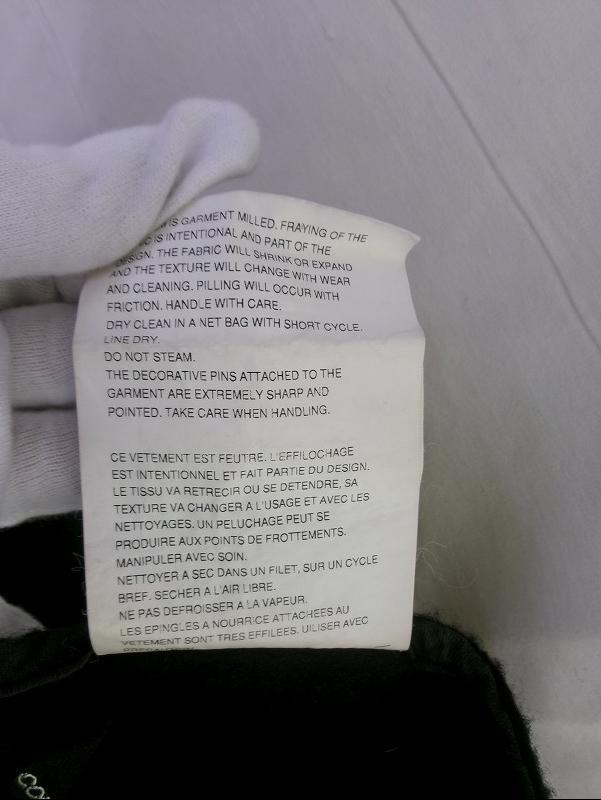 IS GARMENT MILLED. FRAYING OF THE
IS INTENTIONAL AND PART OF THE
DESIGN. THE FABRIC WILL SHRINK OR EXPAND
AND THE TEXTURE WILL CHANGE WITH WEAR
AND CLEANING. PILLING WILL OCCUR WITH
FRICTION. HANDLE WITH CARE.
DRY CLEAN IN A NET BAG WITH SHORT CYCLE.
LINE DRY.
DO NOT STEAM.
THE DECORATIVE PINS ATTACHED TO THE
GARMENT ARE EXTREMELY SHARP AND
POINTED. TAKE CARE WHEN HANDLING.
CE VETEMENT EST FEUTRE. L'EFFILOCHAGE
EST INTENTIONNEL ET FAIT PARTIE DU DESIGN.
LE TISSU VA RETRECIR OU SE DETENDRE, SA
TEXTURE VA CHANGER A L'USAGE ET AVEC LES
NETTOYAGES. UN PELUCHAGE PEUT SE
PRODUIRE AUX POINTS DE FROTTEMENTS.
MANIPULER AVEC SOIN.
NETTOYER A SEC DANS UN FILET, SUR UN CYCLE
BREF. SECHER A L'AIR LIBRE.
NE PAS DEFROISSER A LA VAPEUR.
LES EPINGLES A NOURRICE ATTACHEES AU
VETEMENT SONT TRES EFFILEES. UILISER AVEC